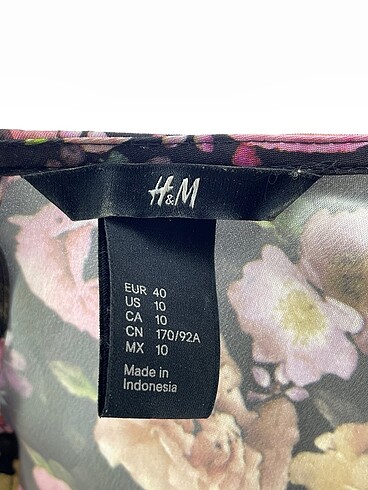 H&M
EUR 40
US 10
CA 10
CN 170/92A
MX 10
Made in
Indonesia